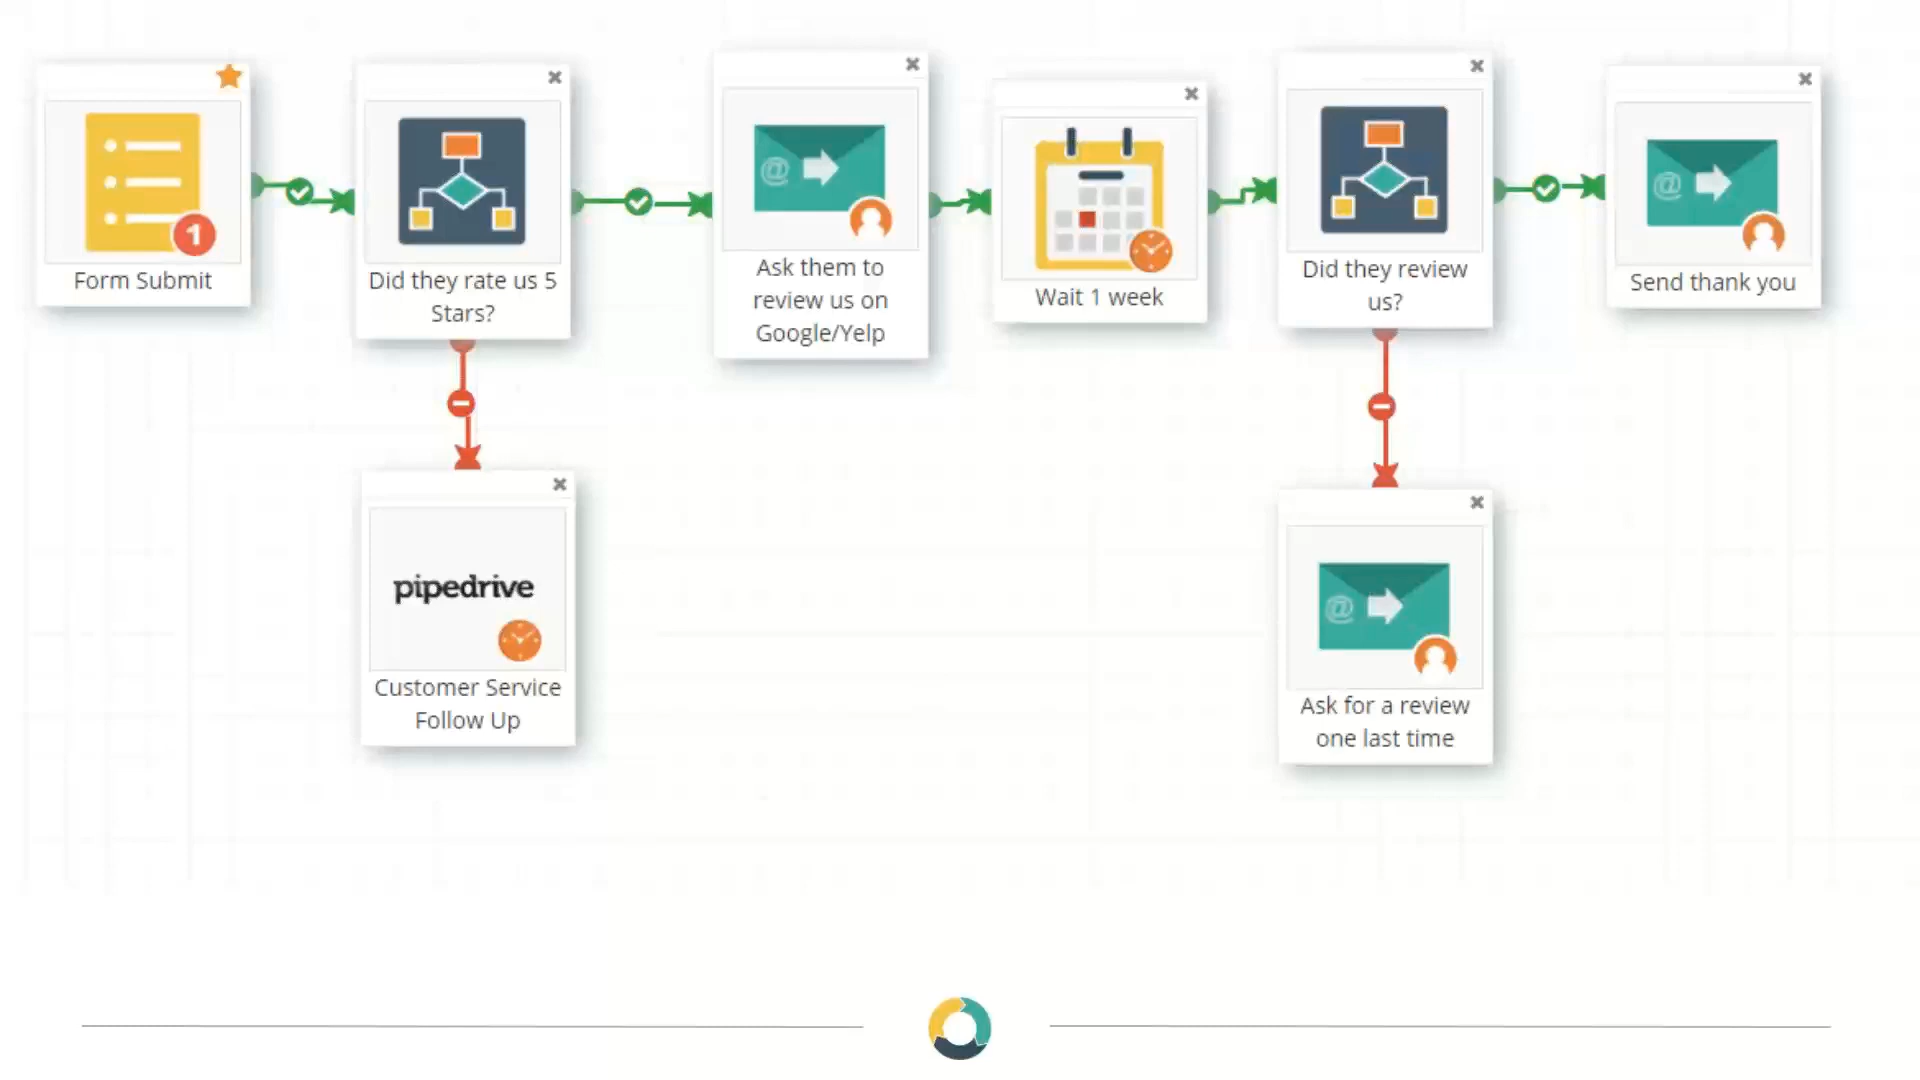 1
Form Submit
Did they rate us 5
Stars?
@
Ask them to
review us on
Google/Yelp
Wait 1 week
Did they review
us?
@
Send thank you
pipedrive
Customer Service
Follow Up
@
Ask for a review
one last time